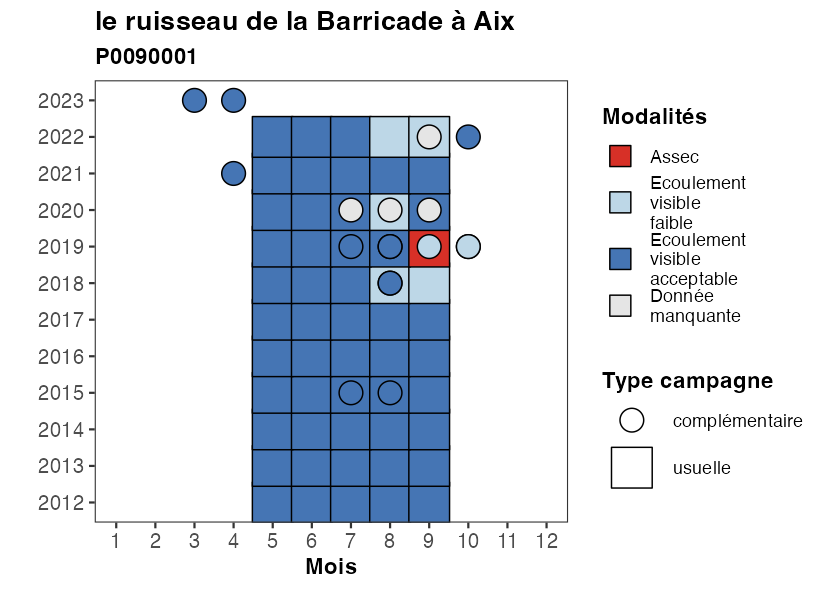 le ruisseau de la Barricade à Aix
P0090001
2023
2022
2021
2020
2019
2018
2017
2016
2015
2014
2013
2012
1 2 3 4 5 6 7 8 9 10 11 12
Mois
Modalités
Assec
Ecoulement
visible
faible
Ecoulement
visible
acceptable
Donnée
manquante
Type campagne
complémentaire
usuelle